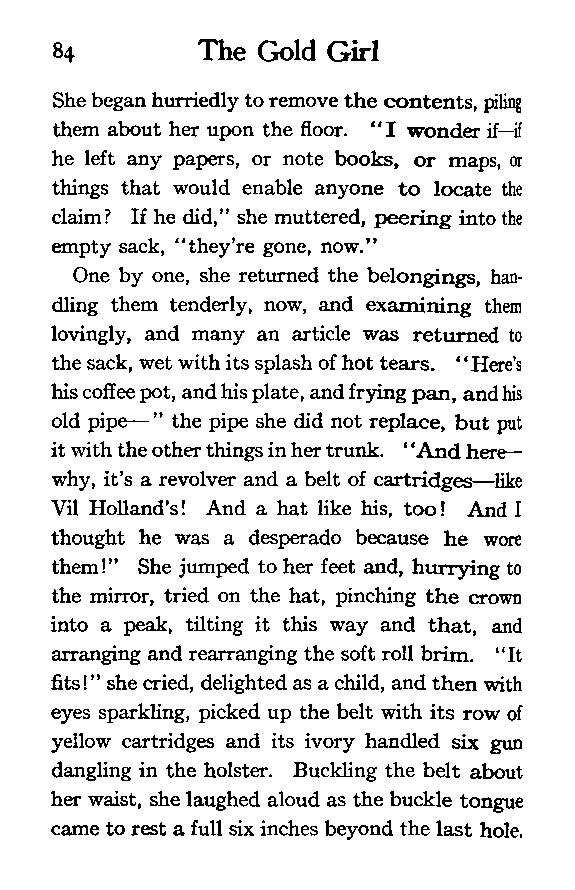 84 The Gold Girl
She began hurriedly to remove the contents, piling
them about her upon the floor. “I wonder if—if
he left any papers, or note books, or maps, or
things that would enable anyone to locate the
claim? If he did,” she muttered, peering into the
empty sack, “they’re gone, now.”
One by one, she returned the belongings, han-
dling them tenderly, now, and examining them
lovingly, and many an article was returned to
the sack, wet with its splash of hot tears. “Here’s
his coffee pot, and his plate, and frying pan, and his
old pipe—” the pipe she did not replace, but put
it with the other things in her trunk. “And here—
why, it’s a revolver and a belt of cartridges—like
Vil Holland’s! And a hat like his, too! And I
thought he was a desperado because he wore
them!” She jumped to her feet and, hurrying to
the mirror, tried on the hat, pinching the crown
into a peak, tilting it this way and that, and
arranging and rearranging the soft roll brim. “It
fits!” she cried, delighted as a child, and then with
eyes sparkling, picked up the belt with its row of
yellow cartridges and its ivory handled six gun
dangling in the holster. Buckling the belt about
her waist, she laughed aloud as the buckle tongue
came to rest a full six inches beyond the last hole.